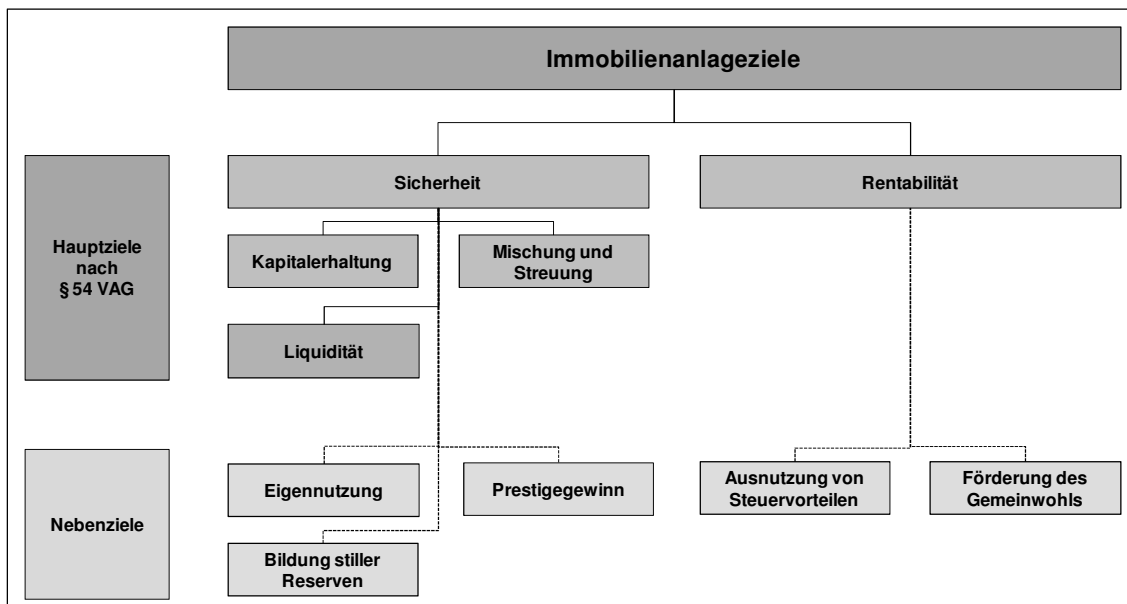 Immobilienanlageziele
Sicherheit
Rentabilität
Hauptziele
nach
§ 54 VAG
Kapitalerhaltung
Mischung und
Streuung
Liquidität
Nebenziele
Eigennutzung
Prestigegewinn
Ausnutzung von
Steuervorteilen
Förderung des
Gemeinwohls
Bildung stiller
Reserven